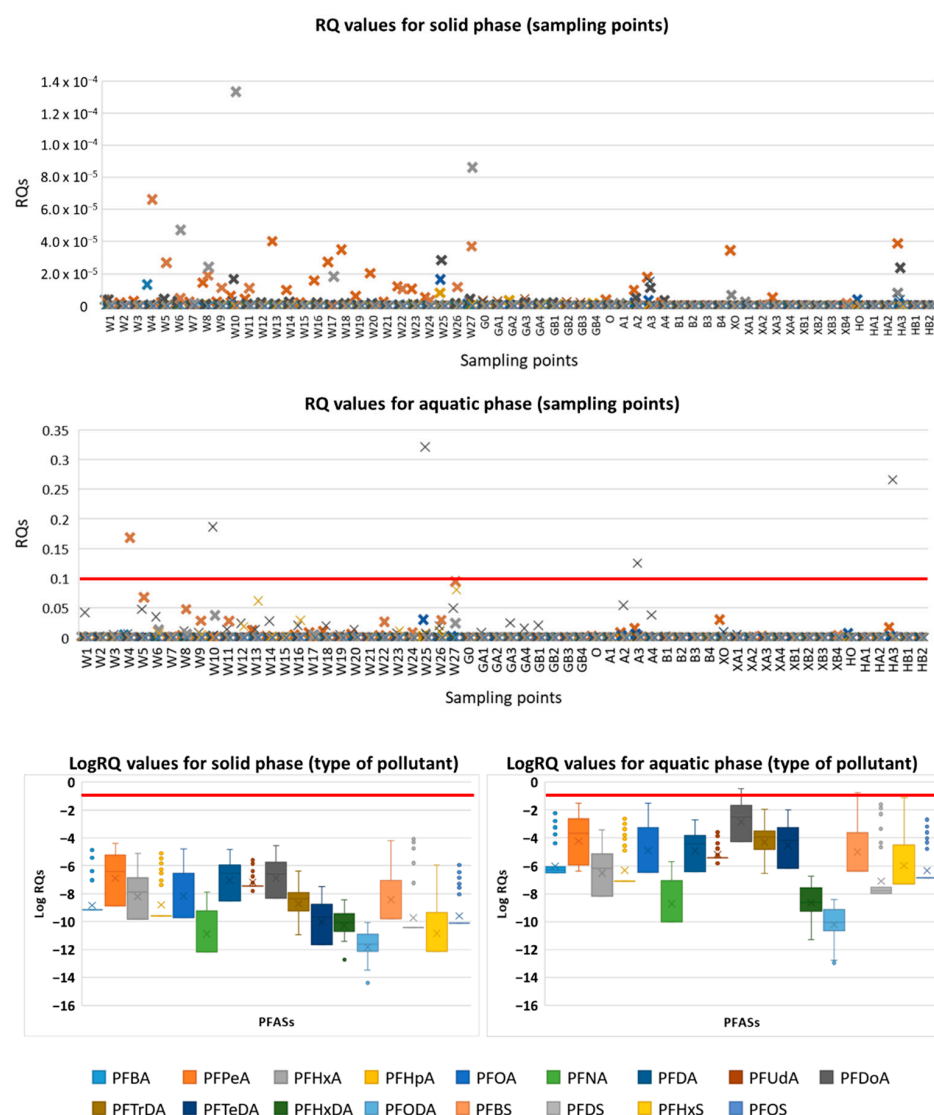 RQ values for solid phase (sampling points)
1.4 x 10⁻⁴
1.2 x 10⁻⁴
1.0 x 10⁻⁴
8.0 x 10⁻⁵
6.0 x 10⁻⁵
4.0 x 10⁻⁵
2.0 x 10⁻⁵
0
RQs
W1 W2 W3 W4 W5 W6 W7 W8 W9 W10 W11 W12 W13 W14 W15 W16 W17 W18 W19 W20 W21 W22 W23 W24 W25 W26 W27 G0 GA1 GA2 GA3 GA4 GB1 GB2 GB3 GB4 O A1 A2 A3 A4 B1 B2 B3 B4 XO XA1 XA2 XA3 XA4 XB1 XB2 XB3 XB4 HO HA1 HA2 HA3 HB1 HB2
Sampling points
RQ values for aquatic phase (sampling points)
0.35
0.3
0.25
0.2
0.15
0.1
0.05
0
RQs
W1 W2 W3 W4 W5 W6 W7 W8 W9 W10 W11 W12 W13 W14 W15 W16 W17 W18 W19 W20 W21 W22 W23 W24 W25 W26 W27 G0 GA1 GA2 GA3 GA4 GB1 GB2 GB3 GB4 O A1 A2 A3 A4 B1 B2 B3 B4 XO XA1 XA2 XA3 XA4 XB1 XB2 XB3 XB4 HO HA1 HA2 HA3 HB1 HB2
Sampling points
LogRQ values for solid phase (type of pollutant)
0
−2
−4
−6
−8
−10
−12
−14
−16
Log RQs
PFASs
LogRQ values for aquatic phase (type of pollutant)
0
−2
−4
−6
−8
−10
−12
−14
−16
Log RQs
PFASs
PFBA PFPeA PFHxA PFHpA PFOA PFNA PFDA PFUdA PFDoA
PFTrDA PFTeDA PFHxDA PFODA PFBS PFDS PFHxS PFOS